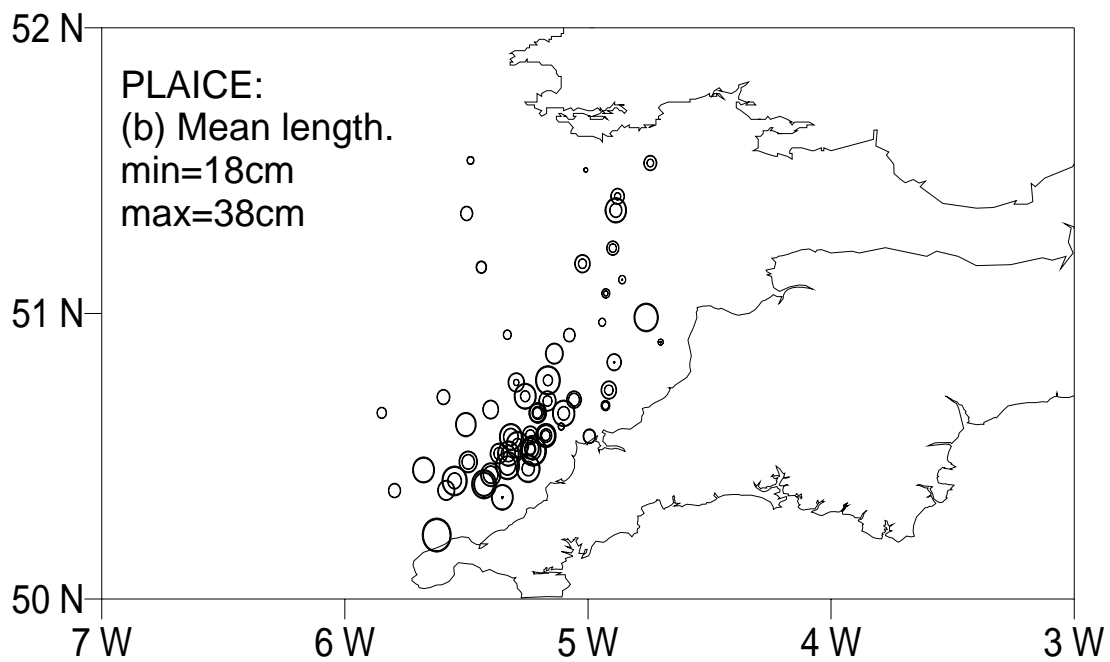 52 N
PLAICE:
(b) Mean length.
min=18cm
max=38cm
51 N
50 N
7 W 6 W 5 W 4 W 3 W